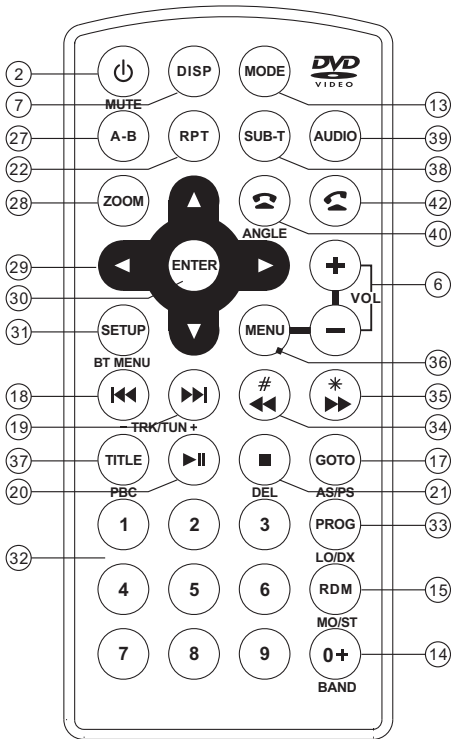 2 DISP MODE DVD
VIDEO
7 MUTE 13
27 A-B RPT SUB-T AUDIO 39
22 38
28 ZOOM 42
ANGLE 40
29 ENTER + 6
30 VOL
31 SETUP MENU −
BT MENU 36
18 # * 35
19 − TRK/TUN + 34
37 TITLE GOTO 17
20 PBC DEL AS/PS 21
1 2 3 PROG 33
32 LO/DX
4 5 6 RDM 15
MO/ST
7 8 9 0+ 14
BAND